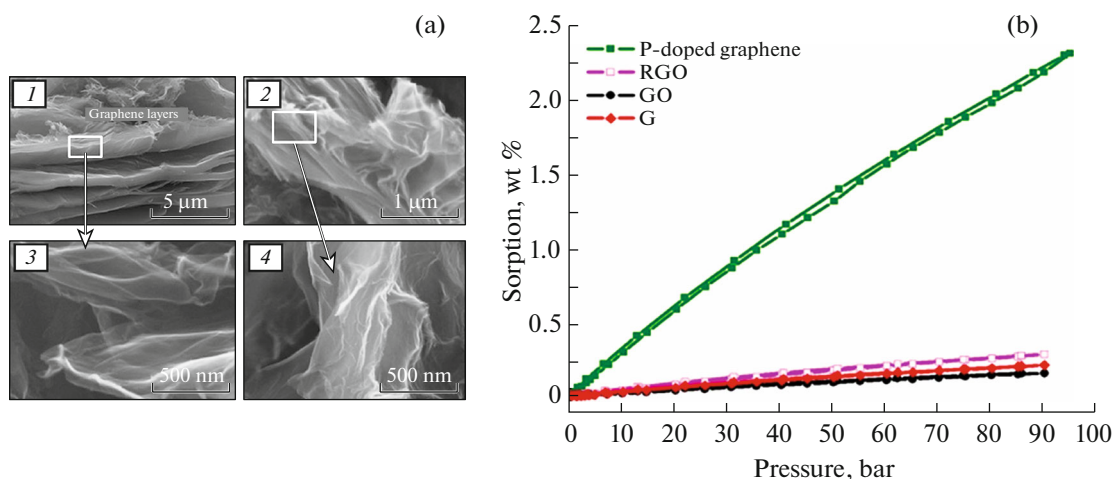 (a)
1
Graphene layers
5 μm
2
1 μm
3
500 nm
4
500 nm
(b)
2.5
2.0
1.5
1.0
0.5
0
Sorption, wt %
P-doped graphene
RGO
GO
G
0 10 20 30 40 50 60 70 80 90 100
Pressure, bar